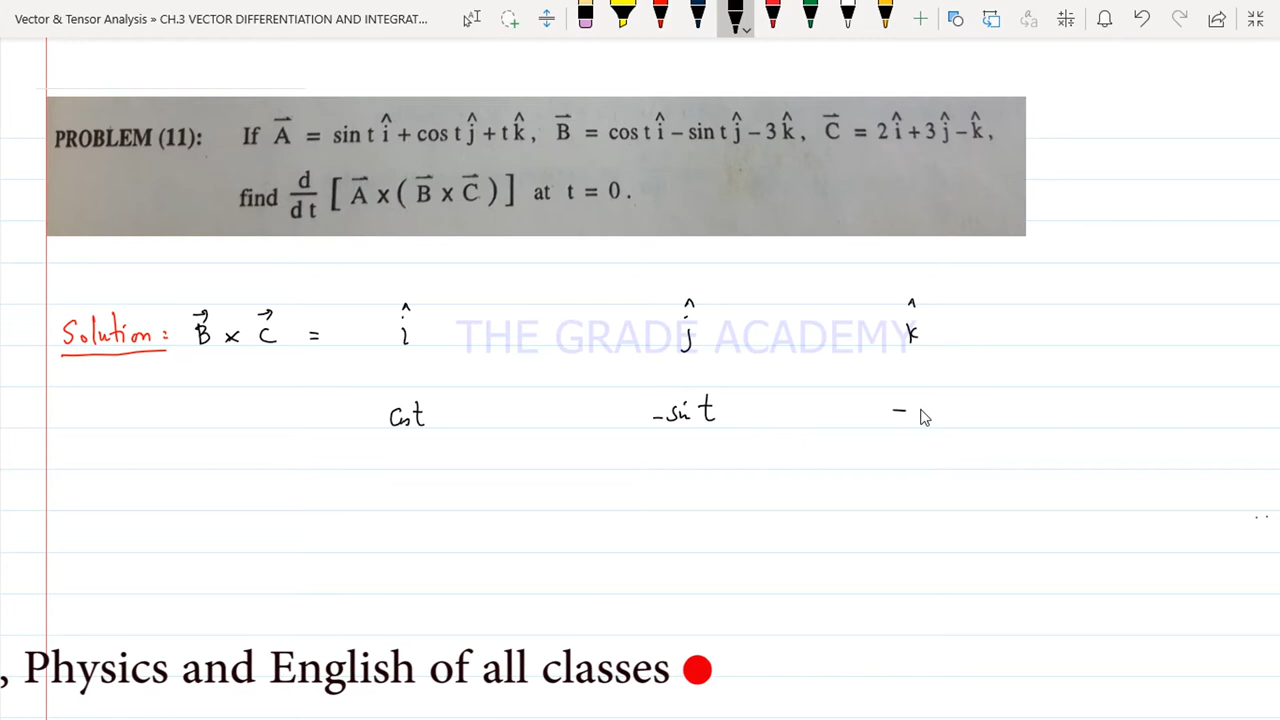 Vector & Tensor Analysis » CH.3 VECTOR DIFFERENTIATION AND INTEGRAT...
PROBLEM (11): If A⃗ = sin t î + cos t ĵ + t k̂, B⃗ = cos t î – sin t ĵ – 3 k̂, C⃗ = 2 î + 3 ĵ – k̂,
find d/dt [ A⃗ x ( B⃗ x C⃗ ) ] at t = 0.
Solution: B⃗ × C⃗ = î ĵ k̂
THE GRADE ACADEMY
cos t -sin t -
, Physics and English of all classes